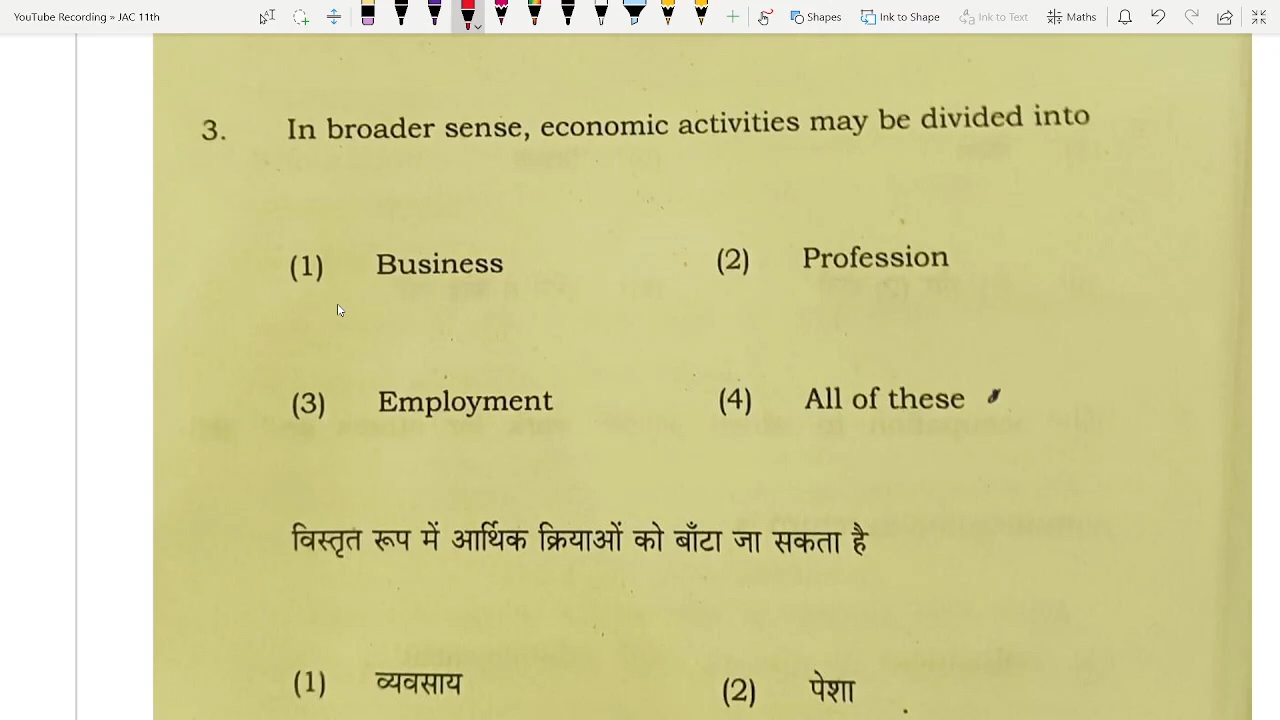 YouTube Recording » JAC 11th
Shapes Ink to Shape Ink to Text Maths
3. In broader sense, economic activities may be divided into
(1) Business (2) Profession
(3) Employment (4) All of these
विस्तृत रूप में आर्थिक क्रियाओं को बाँटा जा सकता है
(1) व्यवसाय (2) पेशा